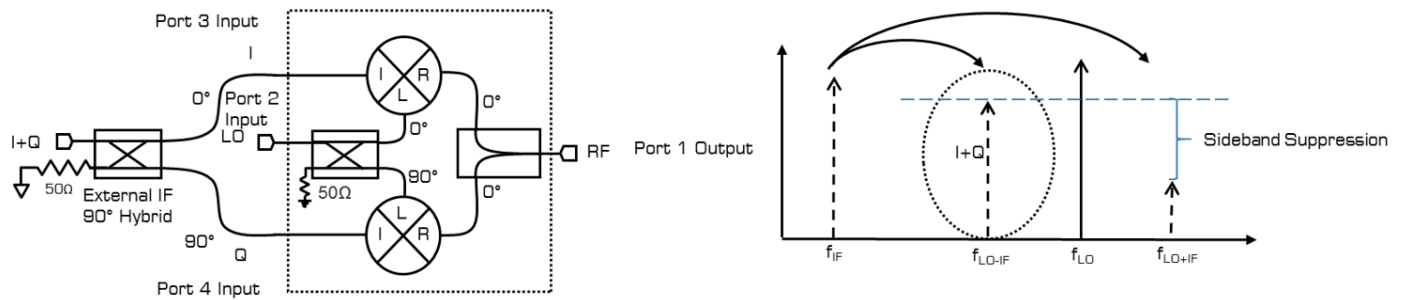 Port 3 Input
I
0°
Port 2
Input
LO
I+Q
50Ω
External IF
90° Hybrid
90°
Q
Port 4 Input
I
R
L
0°
50Ω
90°
L
I
R
0°
0°
RF
Port 1 Output
I+Q
Sideband Suppression
fIF
fLO-IF
fLO
fLO+IF